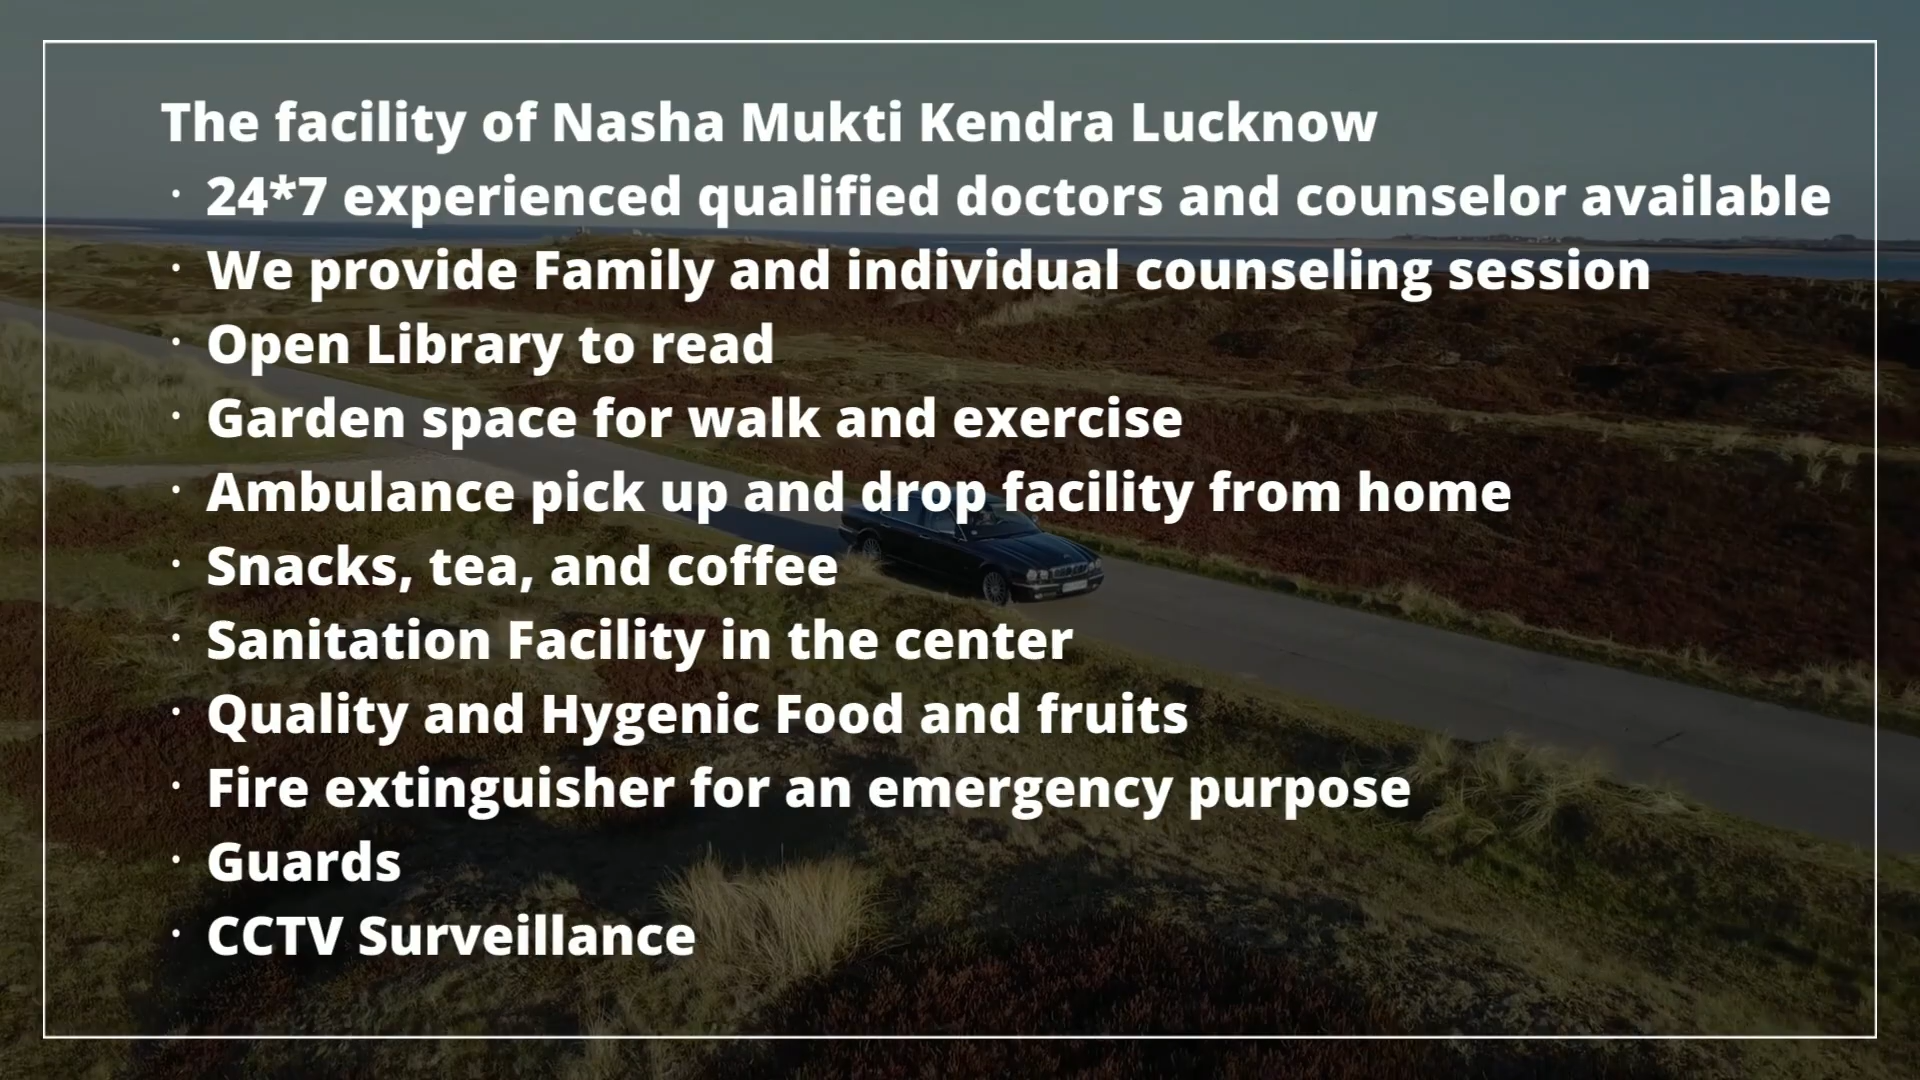 The facility of Nasha Mukti Kendra Lucknow
· 24*7 experienced qualified doctors and counselor available
· We provide Family and individual counseling session
· Open Library to read
· Garden space for walk and exercise
· Ambulance pick up and drop facility from home
· Snacks, tea, and coffee
· Sanitation Facility in the center
· Quality and Hygenic Food and fruits
· Fire extinguisher for an emergency purpose
· Guards
· CCTV Surveillance